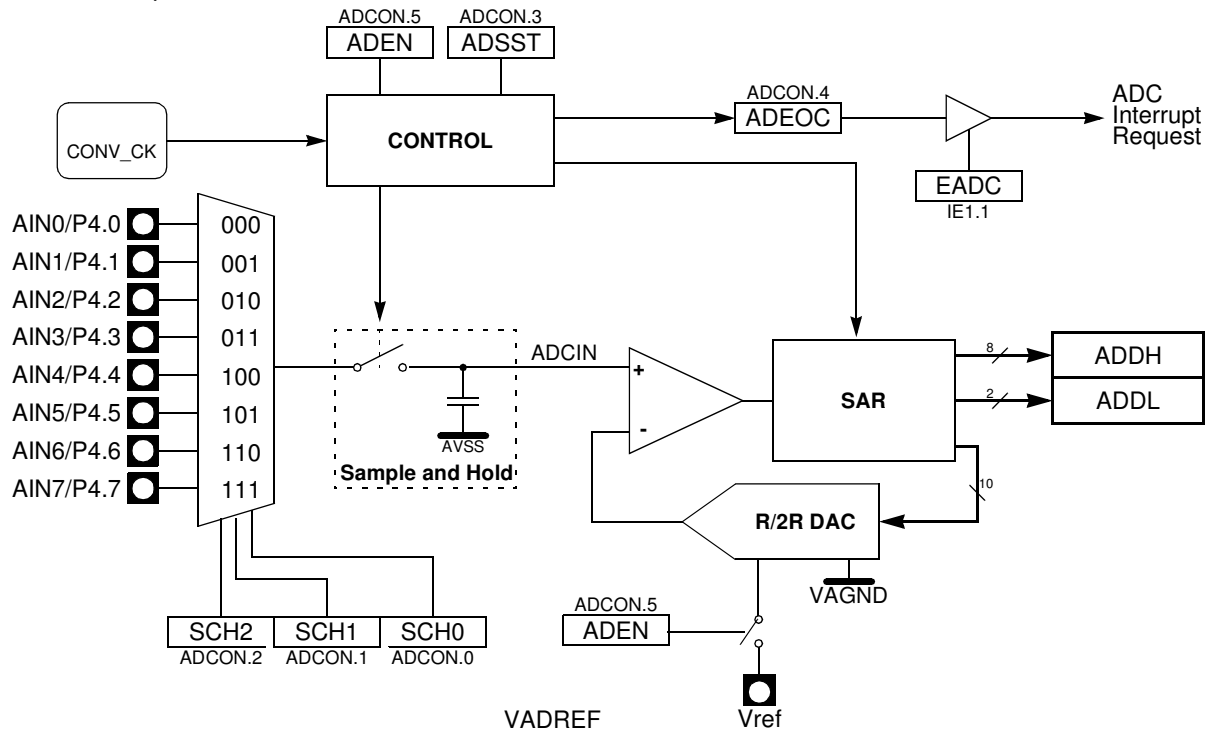 ADCON.5
ADCON.3
ADEN
ADSST
CONV_CK
CONTROL
ADCON.4
ADEOC
ADC
Interrupt
Request
EADC
IE1.1
AIN0/P4.0
000
AIN1/P4.1
001
AIN2/P4.2
010
AIN3/P4.3
011
AIN4/P4.4
100
AIN5/P4.5
101
AIN6/P4.6
110
AIN7/P4.7
111
ADCIN
AVSS
Sample and Hold
+
-
SAR
8
ADDH
2
ADDL
10
R/2R DAC
VAGND
ADCON.5
ADEN
SCH2
SCH1
SCH0
ADCON.2
ADCON.1
ADCON.0
VADREF
Vref